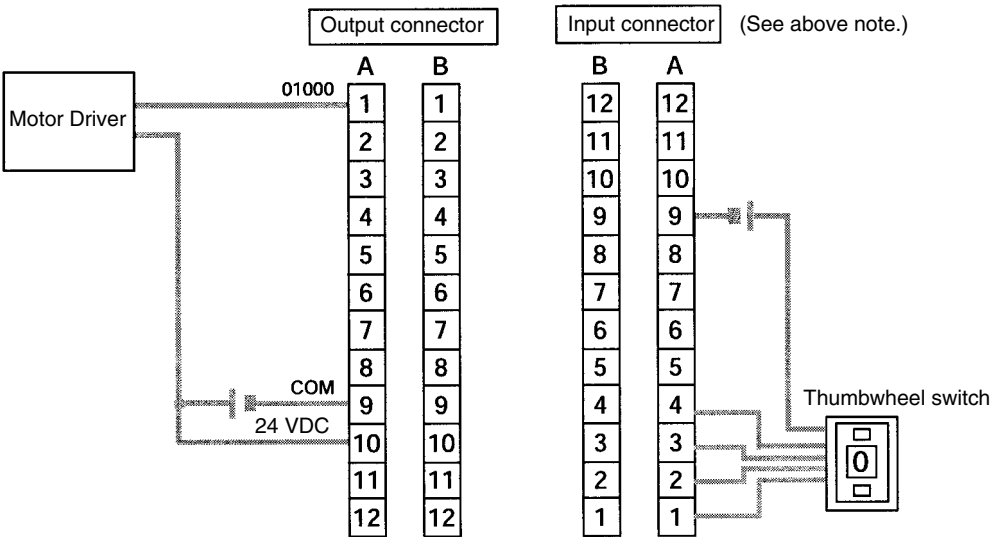 Output connector
Input connector (See above note.)
A B B A
Motor Driver
01000
1 1 12 12
2 2 11 11
3 3 10 10
4 4 9 9
5 5 8 8
6 6 7 7
7 7 6 6
8 8 5 5
COM
9 9 4 4
Thumbwheel switch
24 VDC
10 10 3 3
0
11 11 2 2
12 12 1 1